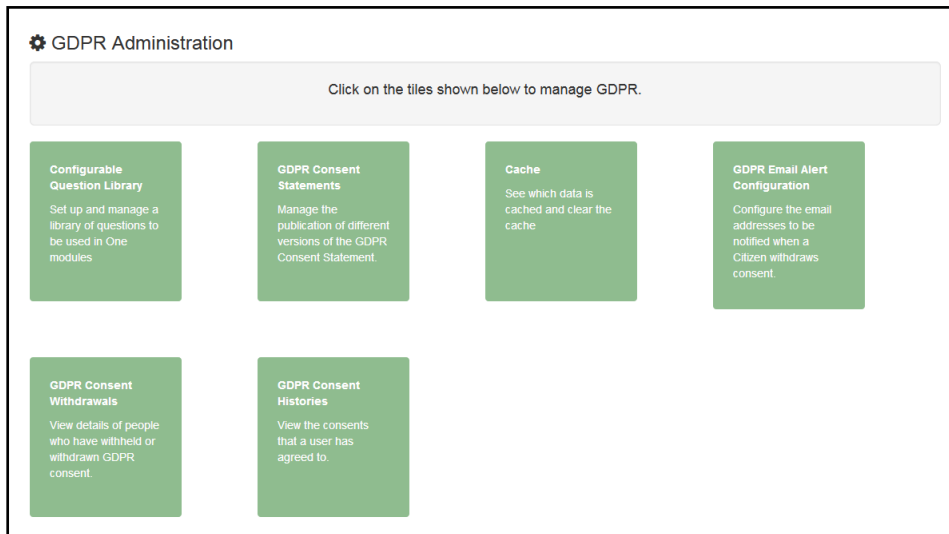 GDPR Administration
Click on the tiles shown below to manage GDPR.
Configurable
Question Library
Set up and manage a
library of questions to
be used in One
modules
GDPR Consent
Statements
Manage the
publication of different
versions of the GDPR
Consent Statement.
Cache
See which data is
cached and clear the
cache
GDPR Email Alert
Configuration
Configure the email
addresses to be
notified when a
Citizen withdraws
consent.
GDPR Consent
Withdrawals
View details of people
who have withheld or
withdrawn GDPR
consent.
GDPR Consent
Histories
View the consents
that a user has
agreed to.